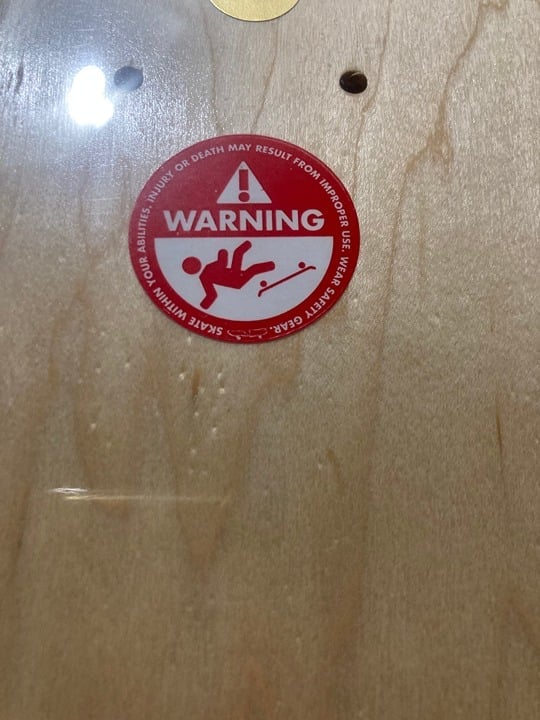 WARNING
SKATE WITHIN YOUR ABILITIES. INJURY OR DEATH MAY RESULT FROM IMPROPER USE. WEAR SAFETY GEAR.